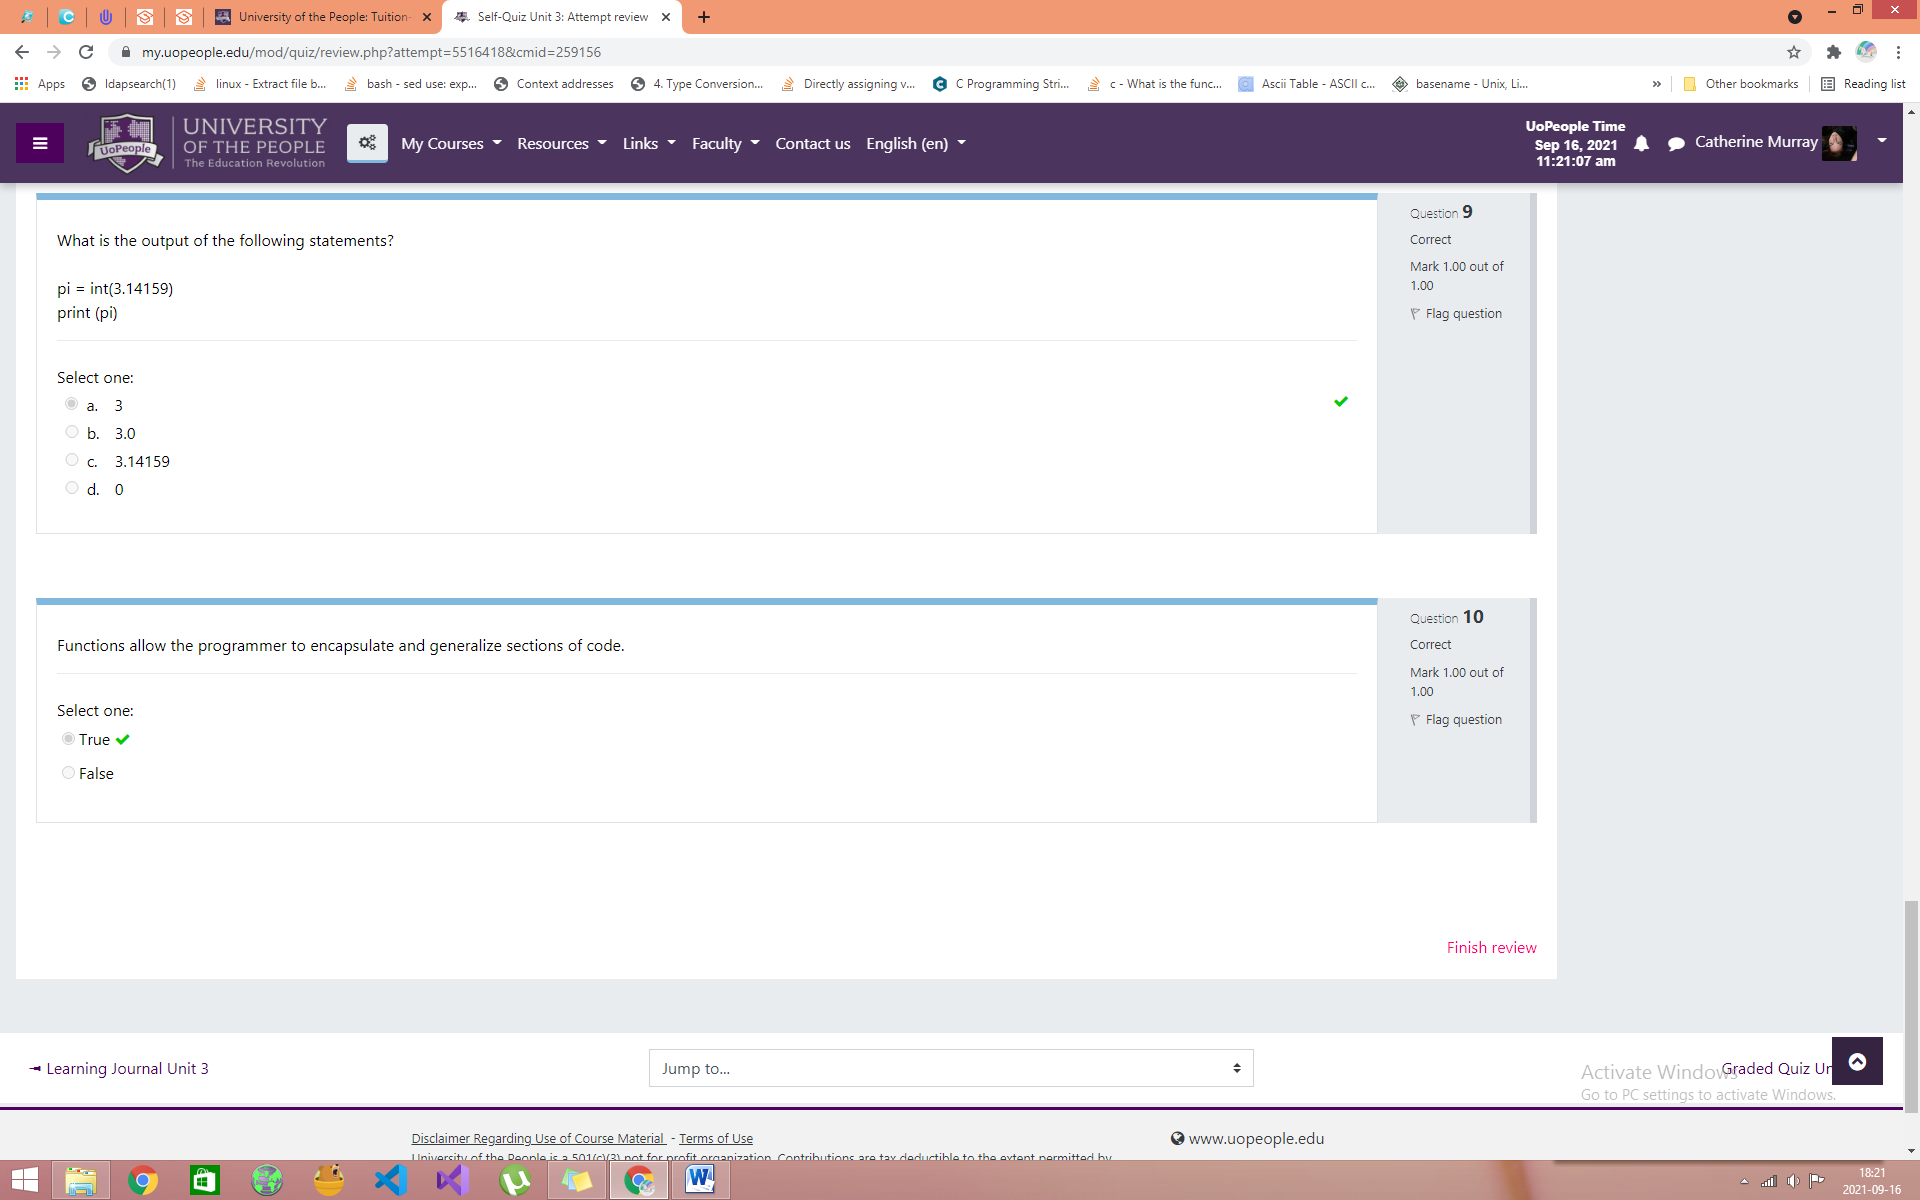 University of the People: Tuition-
Self-Quiz Unit 3: Attempt review
my.uopeople.edu/mod/quiz/review.php?attempt=5516418&cmid=259156
Apps
ldapsearch(1)
linux - Extract file b...
bash - sed use: exp...
Context addresses
4. Type Conversion...
Directly assigning v...
C Programming Stri...
c - What is the func...
Ascii Table - ASCII c...
basename - Unix, Li...
»
Other bookmarks
Reading list
UoPeople
UNIVERSITY
OF THE PEOPLE
The Education Revolution
My Courses
Resources
Links
Faculty
Contact us
English (en)
UoPeople Time
Sep 16, 2021
11:21:07 am
Catherine Murray
What is the output of the following statements?
pi = int(3.14159)
print (pi)
Select one:
a. 3
b. 3.0
c. 3.14159
d. 0
Question 9
Correct
Mark 1.00 out of
1.00
Flag question
Functions allow the programmer to encapsulate and generalize sections of code.
Select one:
True
False
Question 10
Correct
Mark 1.00 out of
1.00
Flag question
Finish review
Learning Journal Unit 3
Jump to...
Graded Quiz Un
Activate Windows
Go to PC settings to activate Windows.
Disclaimer Regarding Use of Course Material - Terms of Use
www.uopeople.edu
University of the People is a 501(c)(3) not for profit organization. Contributions are tax deductible to the extent permitted by
18:21
2021-09-16